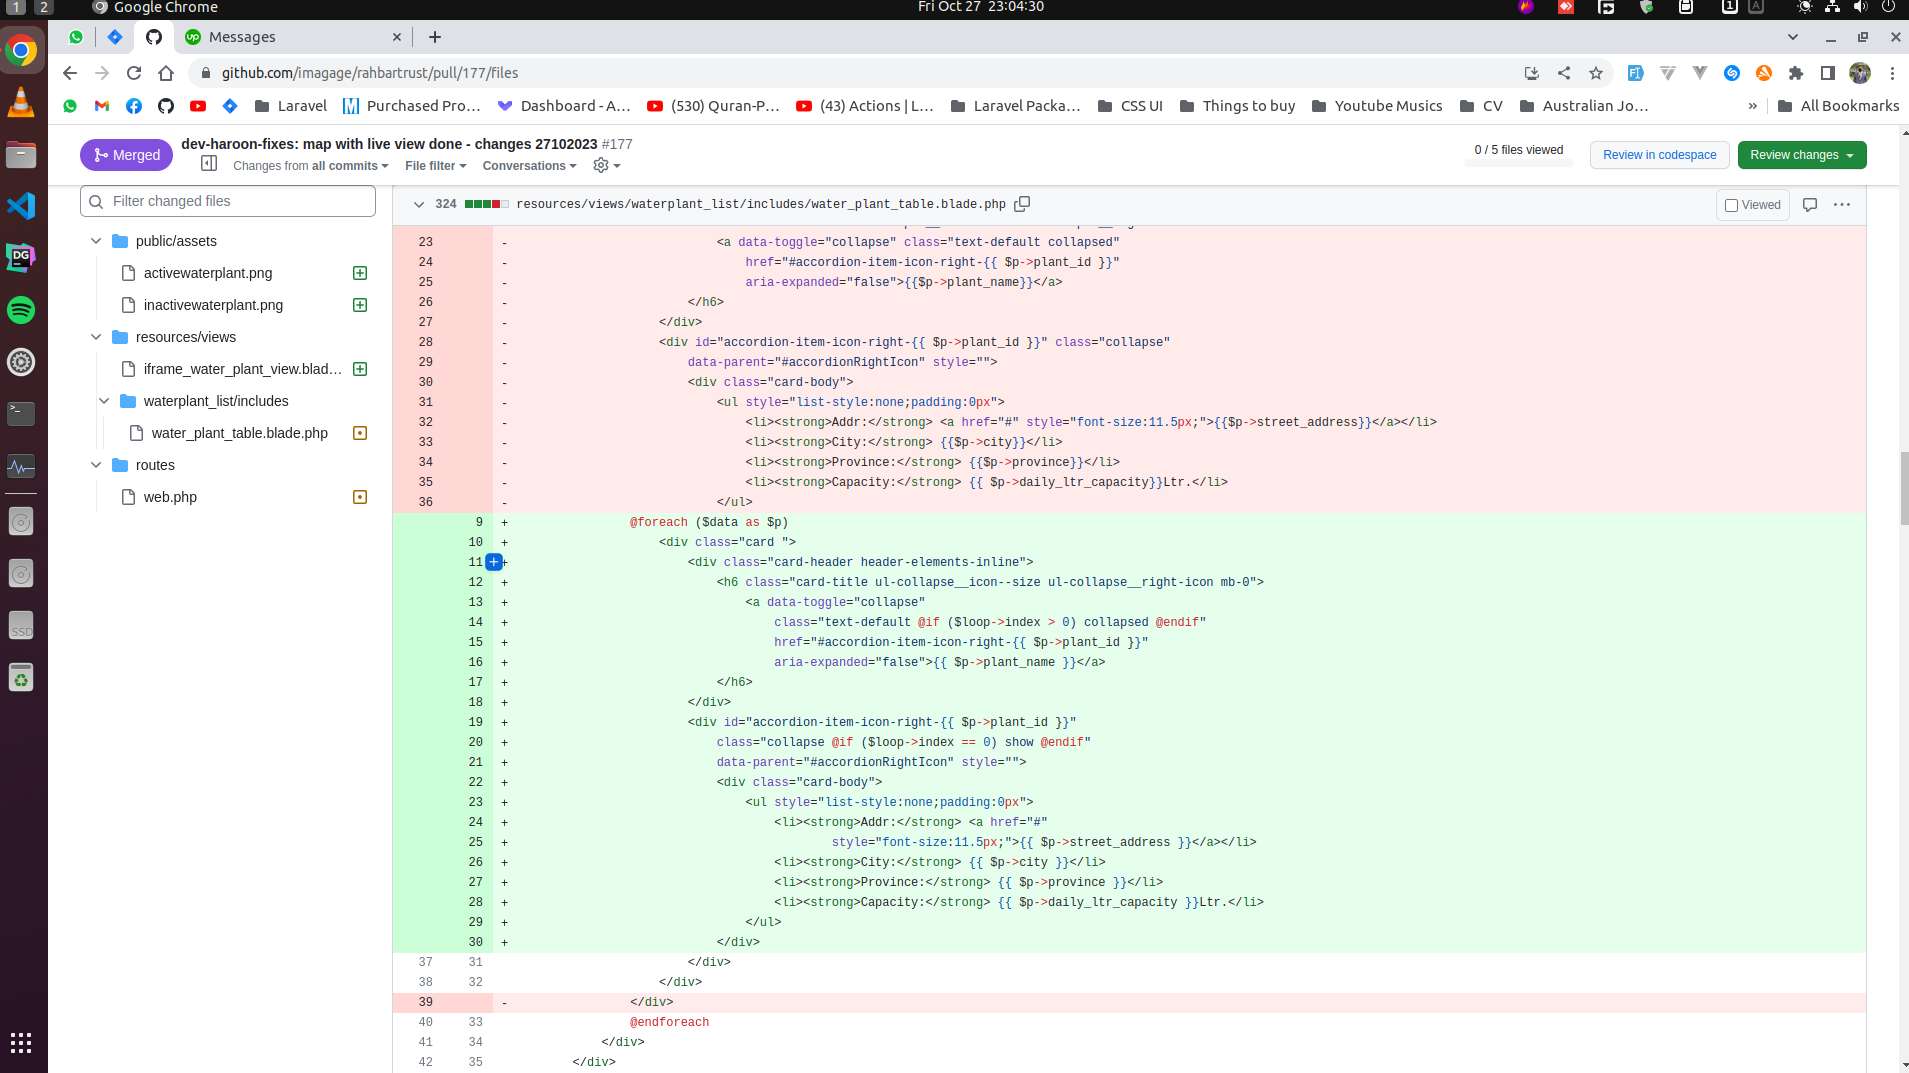 1 2 Google Chrome Fri Oct 27 23:04:30 1 A
Messages
github.com/imagage/rahbartrust/pull/177/files
Laravel Purchased Pro... Dashboard - A... (530) Quran-P... (43) Actions | L... Laravel Packa... CSS UI Things to buy Youtube Musics CV Australian Jo... » All Bookmarks
Merged dev-haroon-fixes: map with live view done - changes 27102023 #177
Changes from all commits File filter Conversations
0 / 5 files viewed Review in codespace Review changes
Filter changed files
public/assets
activewaterplant.png
inactivewaterplant.png
resources/views
iframe_water_plant_view.blad...
waterplant_list/includes
water_plant_table.blade.php
routes
web.php
324 resources/views/waterplant_list/includes/water_plant_table.blade.php Viewed
23 - <a data-toggle="collapse" class="text-default collapsed"
24 - href="#accordion-item-icon-right-{{ $p->plant_id }}"
25 - aria-expanded="false">{{$p->plant_name}}</a>
26 - </h6>
27 - </div>
28 - <div id="accordion-item-icon-right-{{ $p->plant_id }}" class="collapse"
29 - data-parent="#accordionRightIcon" style="">
30 - <div class="card-body">
31 - <ul style="list-style:none;padding:0px">
32 - <li><strong>Addr:</strong> <a href="#" style="font-size:11.5px;">{{$p->street_address}}</a></li>
33 - <li><strong>City:</strong> {{$p->city}}</li>
34 - <li><strong>Province:</strong> {{$p->province}}</li>
35 - <li><strong>Capacity:</strong> {{ $p->daily_ltr_capacity}}Ltr.</li>
36 - </ul>
9 + @foreach ($data as $p)
10 + <div class="card ">
11 + <div class="card-header header-elements-inline">
12 + <h6 class="card-title ul-collapse__icon--size ul-collapse__right-icon mb-0">
13 + <a data-toggle="collapse"
14 + class="text-default @if ($loop->index > 0) collapsed @endif"
15 + href="#accordion-item-icon-right-{{ $p->plant_id }}"
16 + aria-expanded="false">{{ $p->plant_name }}</a>
17 + </h6>
18 + </div>
19 + <div id="accordion-item-icon-right-{{ $p->plant_id }}"
20 + class="collapse @if ($loop->index == 0) show @endif"
21 + data-parent="#accordionRightIcon" style="">
22 + <div class="card-body">
23 + <ul style="list-style:none;padding:0px">
24 + <li><strong>Addr:</strong> <a href="#"
25 + style="font-size:11.5px;">{{ $p->street_address }}</a></li>
26 + <li><strong>City:</strong> {{ $p->city }}</li>
27 + <li><strong>Province:</strong> {{ $p->province }}</li>
28 + <li><strong>Capacity:</strong> {{ $p->daily_ltr_capacity }}Ltr.</li>
29 + </ul>
30 + </div>
37 31 </div>
38 32 </div>
39 - </div>
40 33 @endforeach
41 34 </div>
42 35 </div>